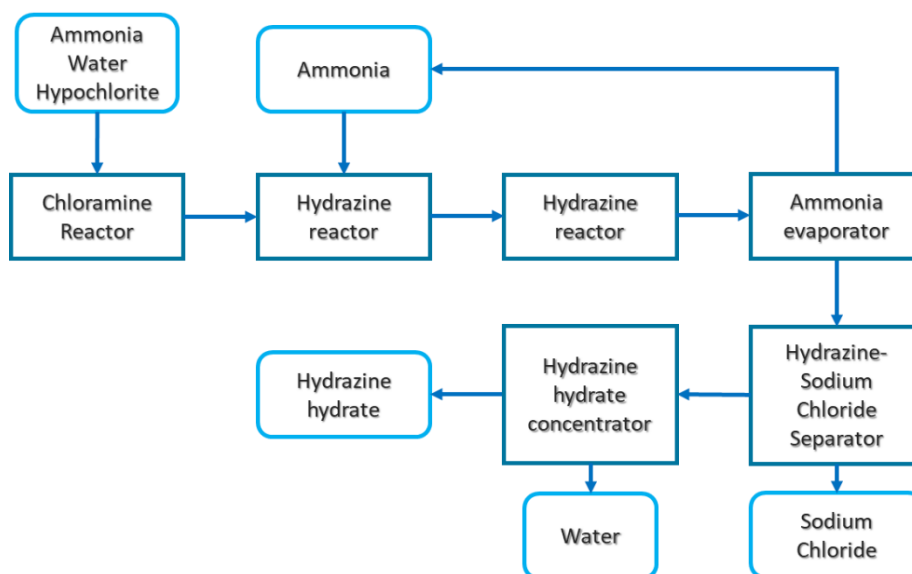 Ammonia
Water
Hypochlorite
Ammonia
Chloramine
Reactor
Hydrazine
reactor
Hydrazine
reactor
Ammonia
evaporator
Hydrazine
hydrate
Hydrazine
hydrate
concentrator
Hydrazine-
Sodium
Chloride
Separator
Water
Sodium
Chloride